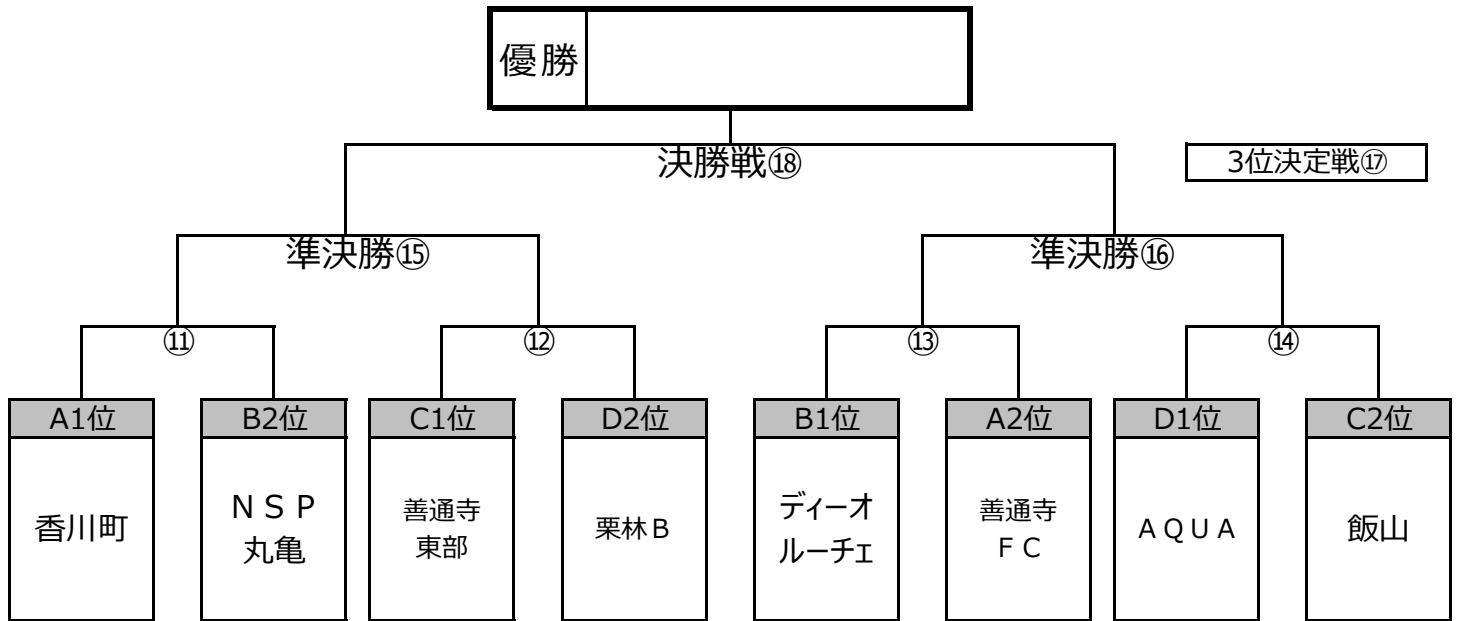 優勝
決勝戦⑱
3位決定戦⑰
準決勝⑮
準決勝⑯
⑪
⑫
⑬
⑭
A1位
B2位
C1位
D2位
B1位
A2位
D1位
C2位
香川町
ＮＳＰ
丸亀
善通寺
東部
栗林Ｂ
ディーオ
ルーチェ
善通寺
ＦＣ
ＡＱＵＡ
飯山